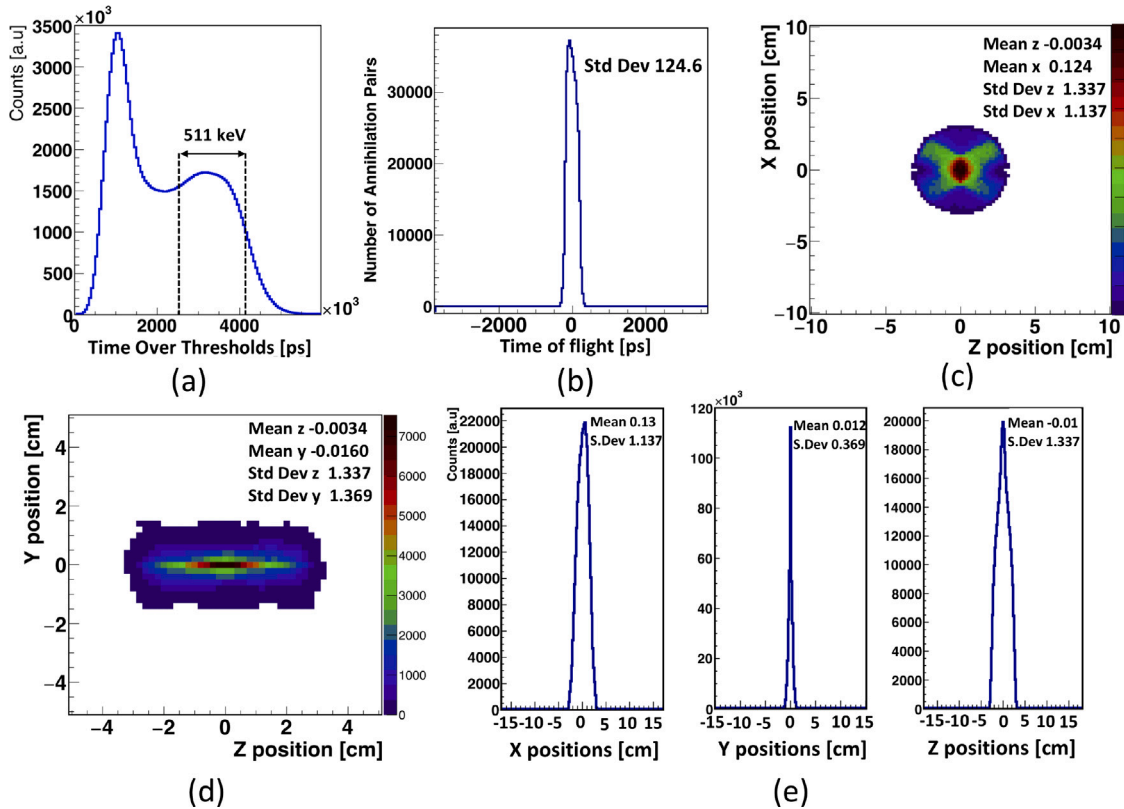 ×10³
3500
3000
2500
2000
1500
1000
500
0
Counts [a.u]
511 keV
0 2000 4000 ×10³
Time Over Thresholds [ps]
(a)
40000
30000
20000
10000
0
Number of Annihilation Pairs
Std Dev 124.6
−2000 0 2000
Time of flight [ps]
(b)
10
5
0
−5
−10
X position [cm]
Mean z -0.0034
Mean x 0.124
Std Dev z 1.337
Std Dev x 1.137
−10 −5 0 5 10
Z position [cm]
(c)
4
2
0
−2
−4
Y position [cm]
Mean z -0.0034
Mean y -0.0160
Std Dev z 1.337
Std Dev y 1.369
7000
6000
5000
4000
3000
2000
1000
0
−4 −2 0 2 4
Z position [cm]
(d)
22000
20000
18000
16000
14000
12000
10000
8000
6000
4000
2000
0
Counts [a.u]
Mean 0.13
S.Dev 1.137
-15 -10 -5 0 5 10 15
X positions [cm]
×10³
120
100
80
60
40
20
0
Mean 0.012
S.Dev 0.369
-15 -10 -5 0 5 10 15
Y positions [cm]
20000
18000
16000
14000
12000
10000
8000
6000
4000
2000
0
Mean -0.01
S.Dev 1.337
-15 -10 -5 0 5 10 15
Z positions [cm]
(e)